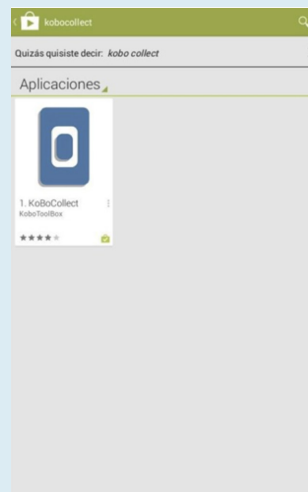 kobocollect
Quizás quisiste decir: kobo collect
Aplicaciones
1. KoBoCollect
KoboToolBox